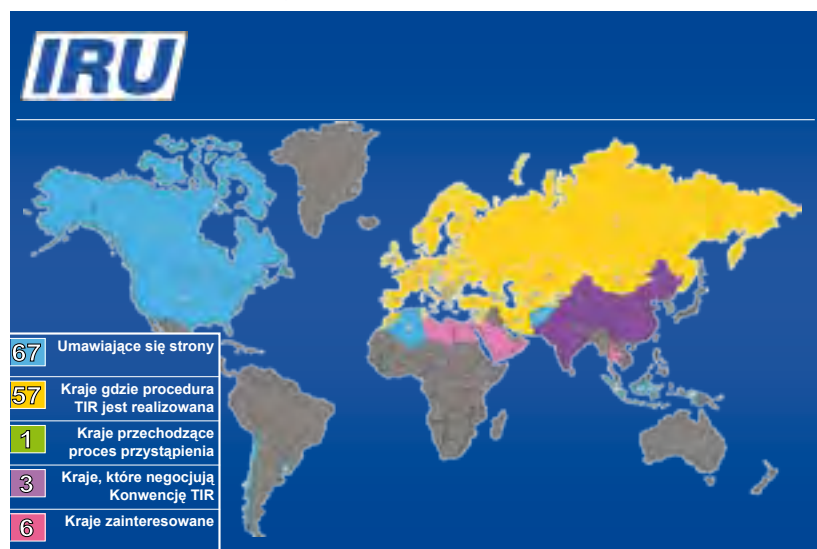 IRU
67 Umawiające się strony
57 Kraje gdzie procedura
TIR jest realizowana
1 Kraje przechodzące
proces przystąpienia
3 Kraje, które negocjują
Konwencję TIR
6 Kraje zainteresowane